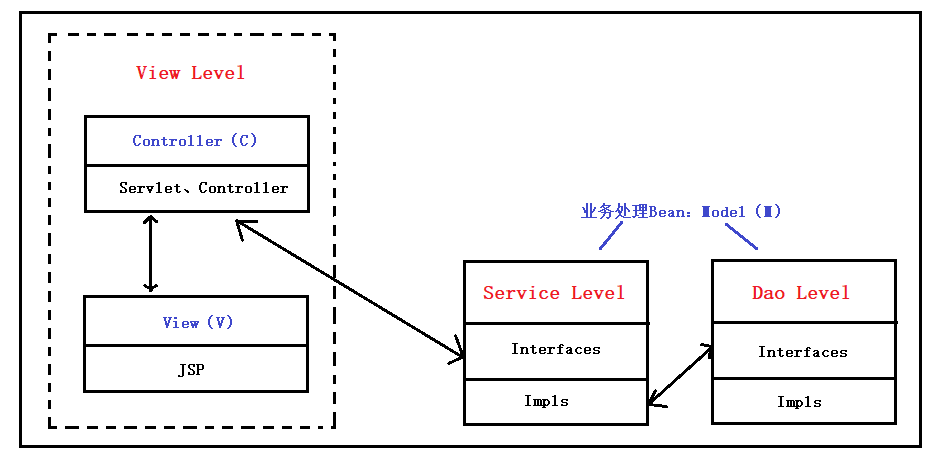 View Level
Controller（C）
Servlet、Controller
View（V）
JSP
业务处理Bean：Model（M）
Service Level
Interfaces
Impls
Dao Level
Interfaces
Impls